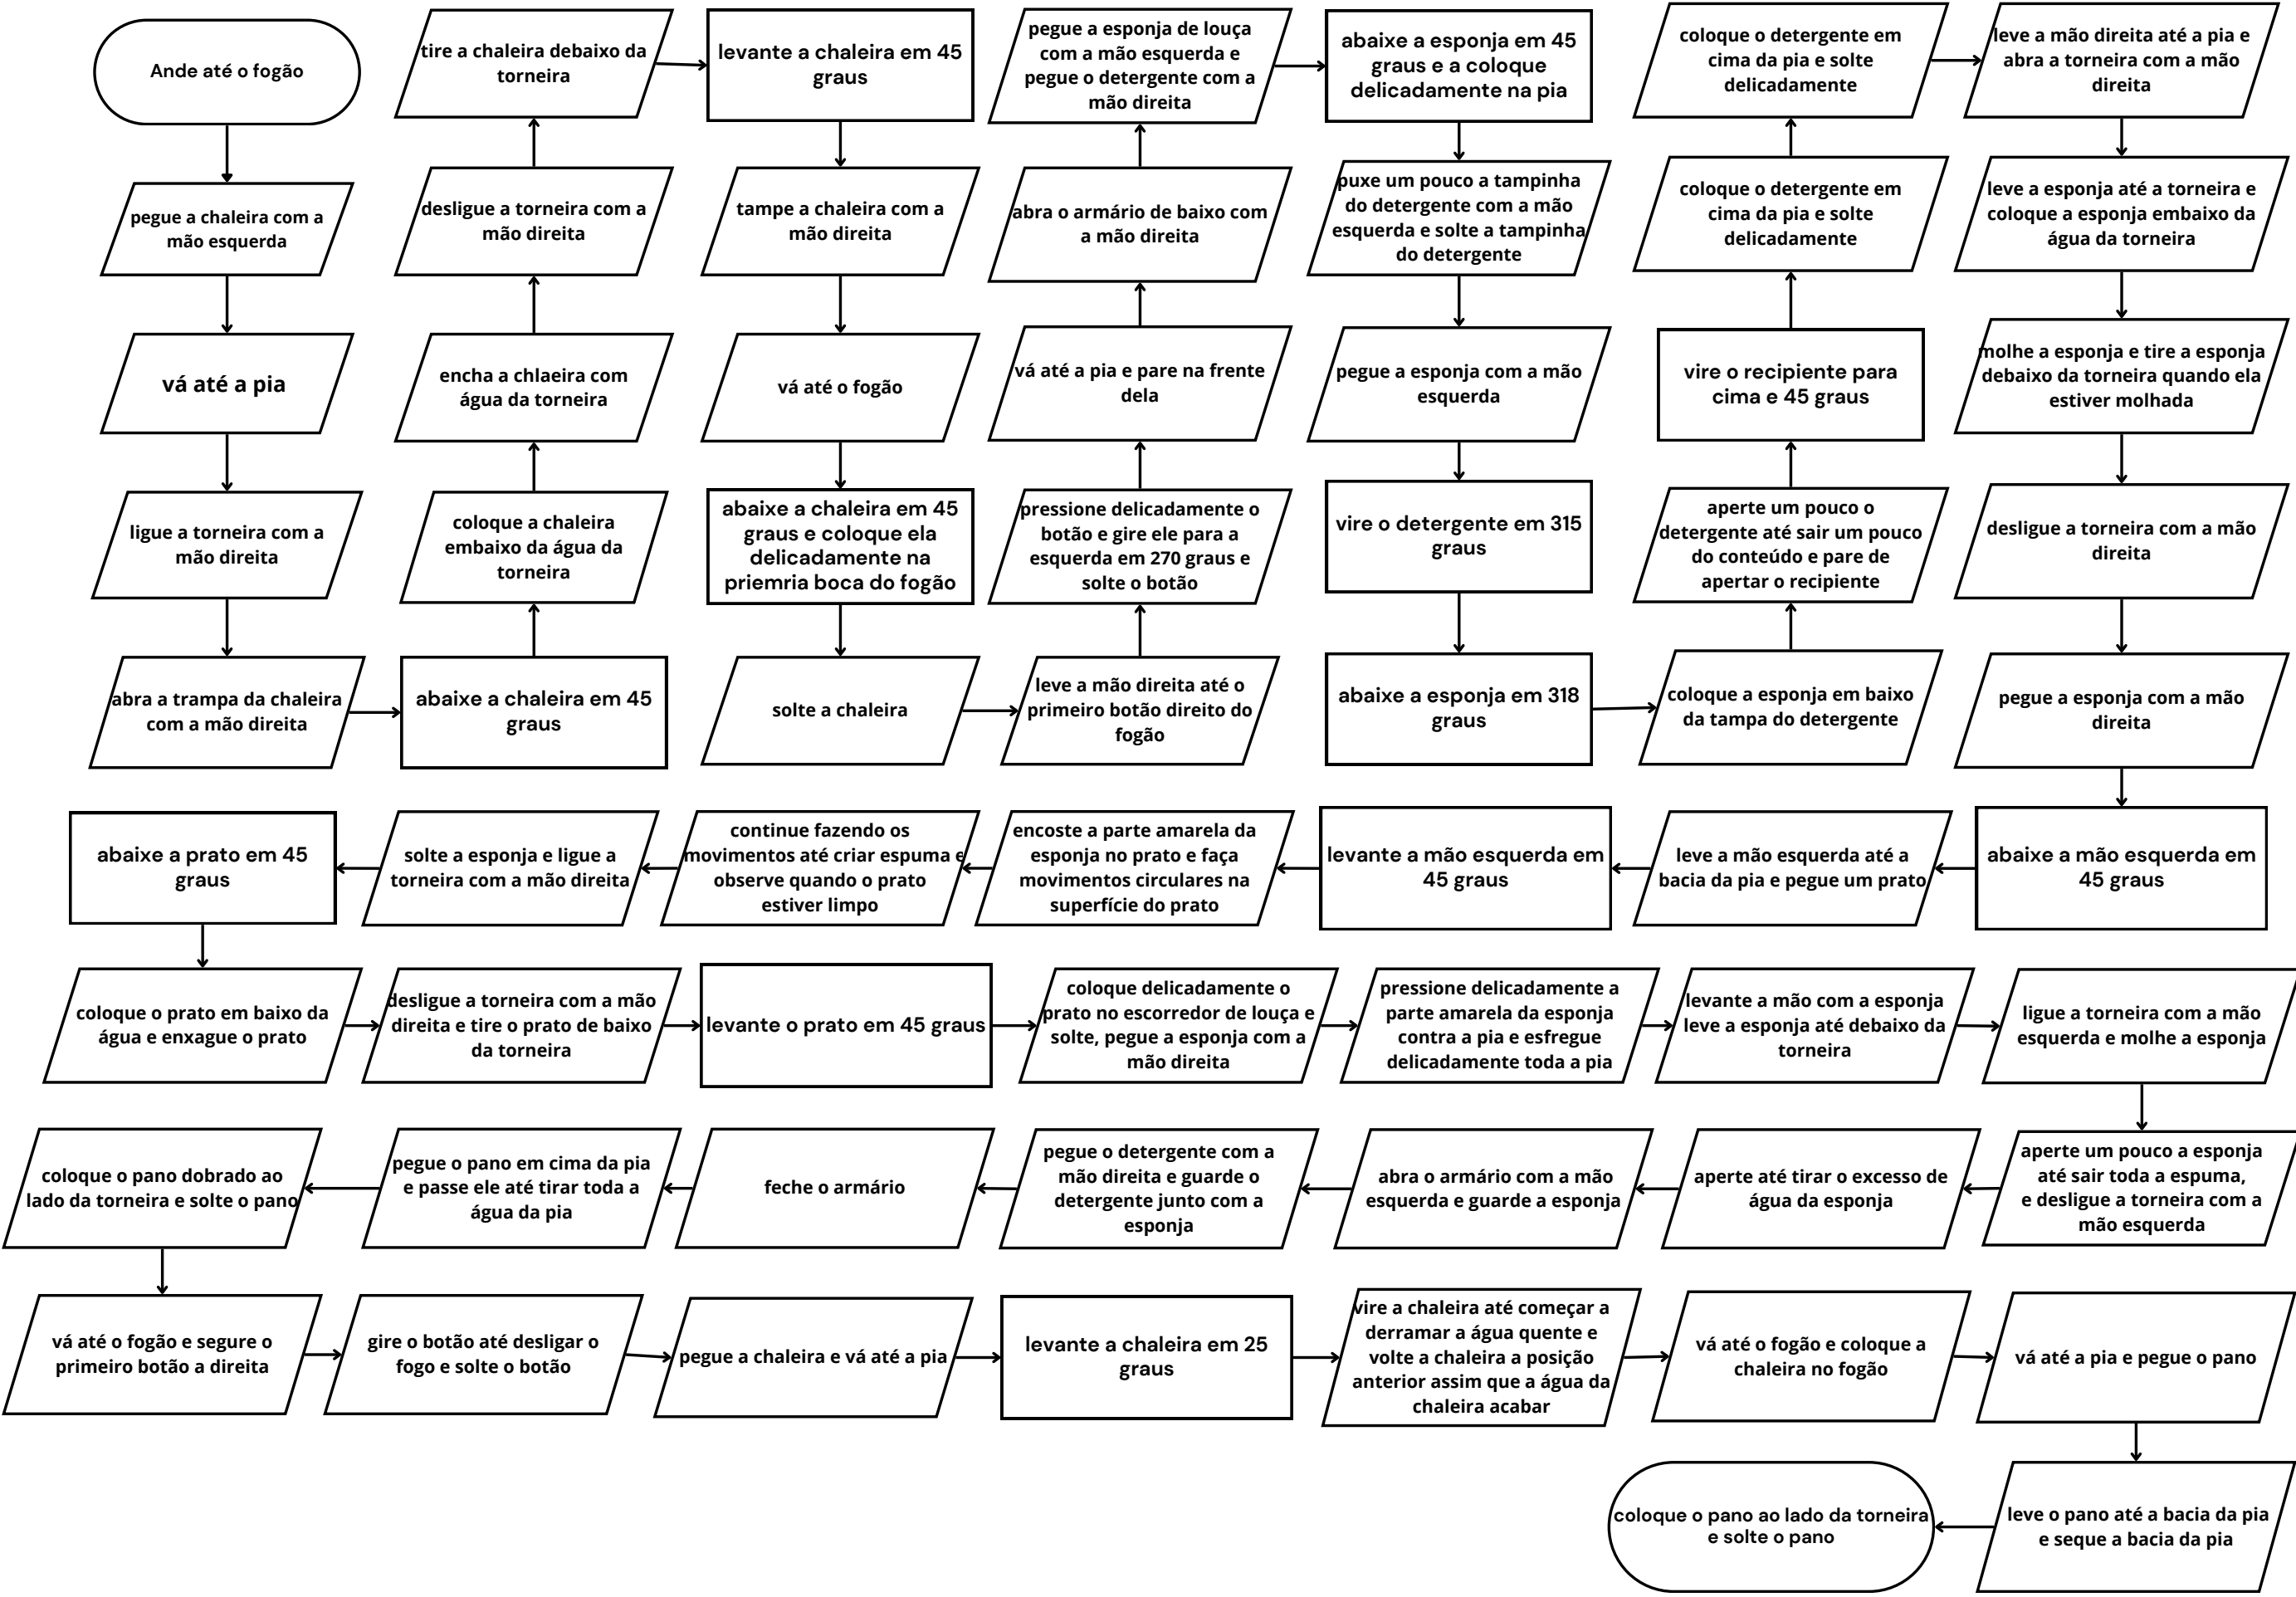 Ande até o fogão
pegue a chaleira com a
mão esquerda
vá até a pia
ligue a torneira com a
mão direita
abra a trampa da chaleira
com a mão direita
abaixe a chaleira em 45
graus
coloque a chaleira
embaixo da água da
torneira
encha a chlaeira com
água da torneira
desligue a torneira com a
mão direita
tire a chaleira debaixo da
torneira
levante a chaleira em 45
graus
tampe a chaleira com a
mão direita
vá até o fogão
abaixe a chaleira em 45
graus e coloque ela
delicadamente na
priemria boca do fogão
solte a chaleira
leve a mão direita até o
primeiro botão direito do
fogão
pressione delicadamente o
botão e gire ele para a
esquerda em 270 graus e
solte o botão
vá até a pia e pare na frente
dela
abra o armário de baixo com
a mão direita
pegue a esponja de louça
com a mão esquerda e
pegue o detergente com a
mão direita
abaixe a esponja em 45
graus e a coloque
delicadamente na pia
puxe um pouco a tampinha
do detergente com a mão
esquerda e solte a tampinha
do detergente
pegue a esponja com a mão
esquerda
vire o detergente em 315
graus
abaixe a esponja em 318
graus
coloque a esponja em baixo
da tampa do detergente
aperte um pouco o
detergente até sair um pouco
do conteúdo e pare de
apertar o recipiente
vire o recipiente para
cima e 45 graus
coloque o detergente em
cima da pia e solte
delicadamente
coloque o detergente em
cima da pia e solte
delicadamente
leve a mão direita até a pia e
abra a torneira com a mão
direita
leve a esponja até a torneira e
coloque a esponja embaixo da
água da torneira
molhe a esponja e tire a esponja
debaixo da torneira quando ela
estiver molhada
desligue a torneira com a mão
direita
pegue a esponja com a mão
direita
abaixe a mão esquerda em
45 graus
leve a mão esquerda até a
bacia da pia e pegue um prato
levante a mão esquerda em
45 graus
encoste a parte amarela da
esponja no prato e faça
movimentos circulares na
superfície do prato
continue fazendo os
movimentos até criar espuma e
observe quando o prato
estiver limpo
solte a esponja e ligue a
torneira com a mão direita
abaixe a prato em 45
graus
coloque o prato em baixo da
água e enxague o prato
desligue a torneira com a mão
direita e tire o prato de baixo
da torneira
levante o prato em 45 graus
coloque delicadamente o
prato no escorredor de louça e
solte, pegue a esponja com a
mão direita
pressione delicadamente a
parte amarela da esponja
contra a pia e esfregue
delicadamente toda a pia
levante a mão com a esponja
leve a esponja até debaixo da
torneira
ligue a torneira com a mão
esquerda e molhe a esponja
aperte um pouco a esponja
até sair toda a espuma,
e desligue a torneira com a
mão esquerda
aperte até tirar o excesso de
água da esponja
abra o armário com a mão
esquerda e guarde a esponja
pegue o detergente com a
mão direita e guarde o
detergente junto com a
esponja
feche o armário
pegue o pano em cima da pia
e passe ele até tirar toda a
água da pia
coloque o pano dobrado ao
lado da torneira e solte o pano
vá até o fogão e segure o
primeiro botão a direita
gire o botão até desligar o
fogo e solte o botão
pegue a chaleira e vá até a pia
levante a chaleira em 25
graus
vire a chaleira até começar a
derramar a água quente e
volte a chaleira a posição
anterior assim que a água da
chaleira acabar
vá até o fogão e coloque a
chaleira no fogão
vá até a pia e pegue o pano
leve o pano até a bacia da pia
e seque a bacia da pia
coloque o pano ao lado da torneira
e solte o pano